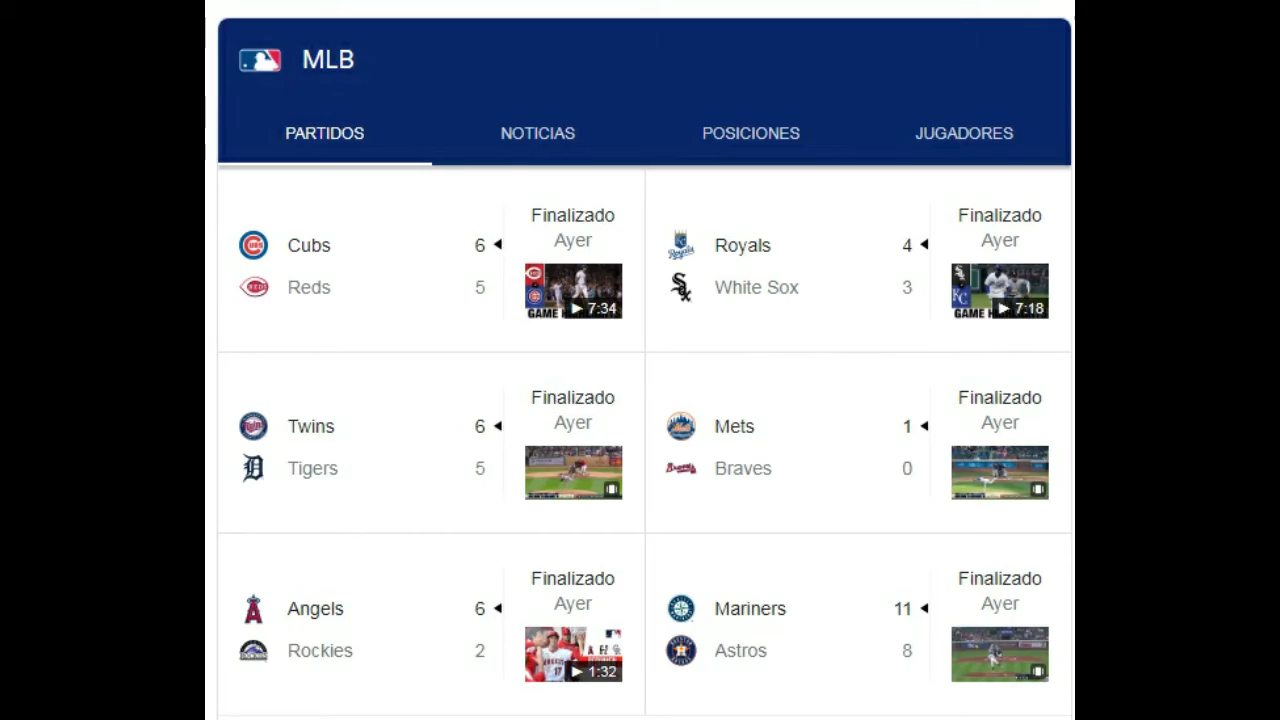 MLB
PARTIDOS NOTICIAS POSICIONES JUGADORES
Cubs 6
Reds 5
Finalizado
Ayer
GAME
7:34
Royals 4
White Sox 3
Finalizado
Ayer
GAME
7:18
Twins 6
Tigers 5
Finalizado
Ayer
Mets 1
Braves 0
Finalizado
Ayer
Angels 6
Rockies 2
Finalizado
Ayer
1:32
Mariners 11
Astros 8
Finalizado
Ayer